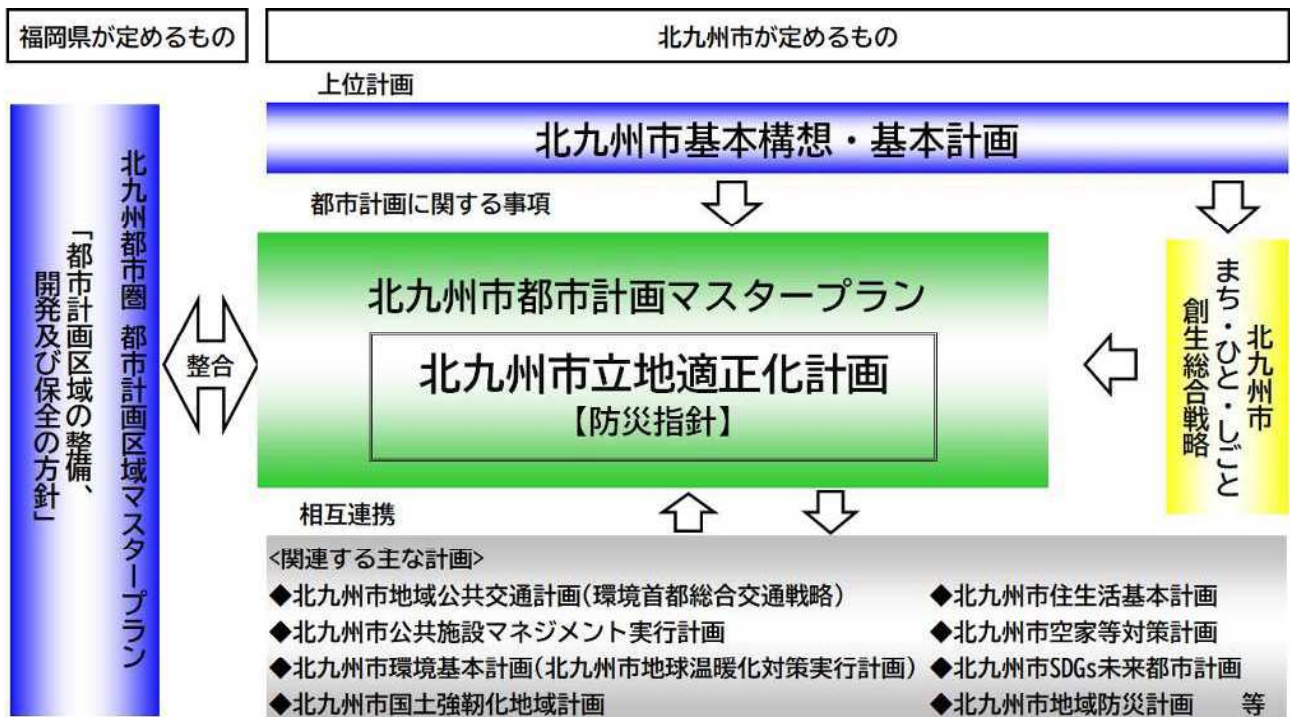 福岡県が定めるもの
北九州市が定めるもの
北九州都市圏 都市計画区域マスタープラン
「都市計画区域の整備、
開発及び保全の方針」
整合
上位計画
北九州市基本構想・基本計画
都市計画に関する事項
北九州市都市計画マスタープラン
北九州市立地適正化計画
【防災指針】
北九州市
まち・ひと・しごと
創生総合戦略
相互連携
<関連する主な計画>
◆北九州市地域公共交通計画(環境首都総合交通戦略)
◆北九州市公共施設マネジメント実行計画
◆北九州市環境基本計画(北九州市地球温暖化対策実行計画)
◆北九州市国土強靭化地域計画
◆北九州市住生活基本計画
◆北九州市空家等対策計画
◆北九州市SDGs未来都市計画
◆北九州市地域防災計画 等